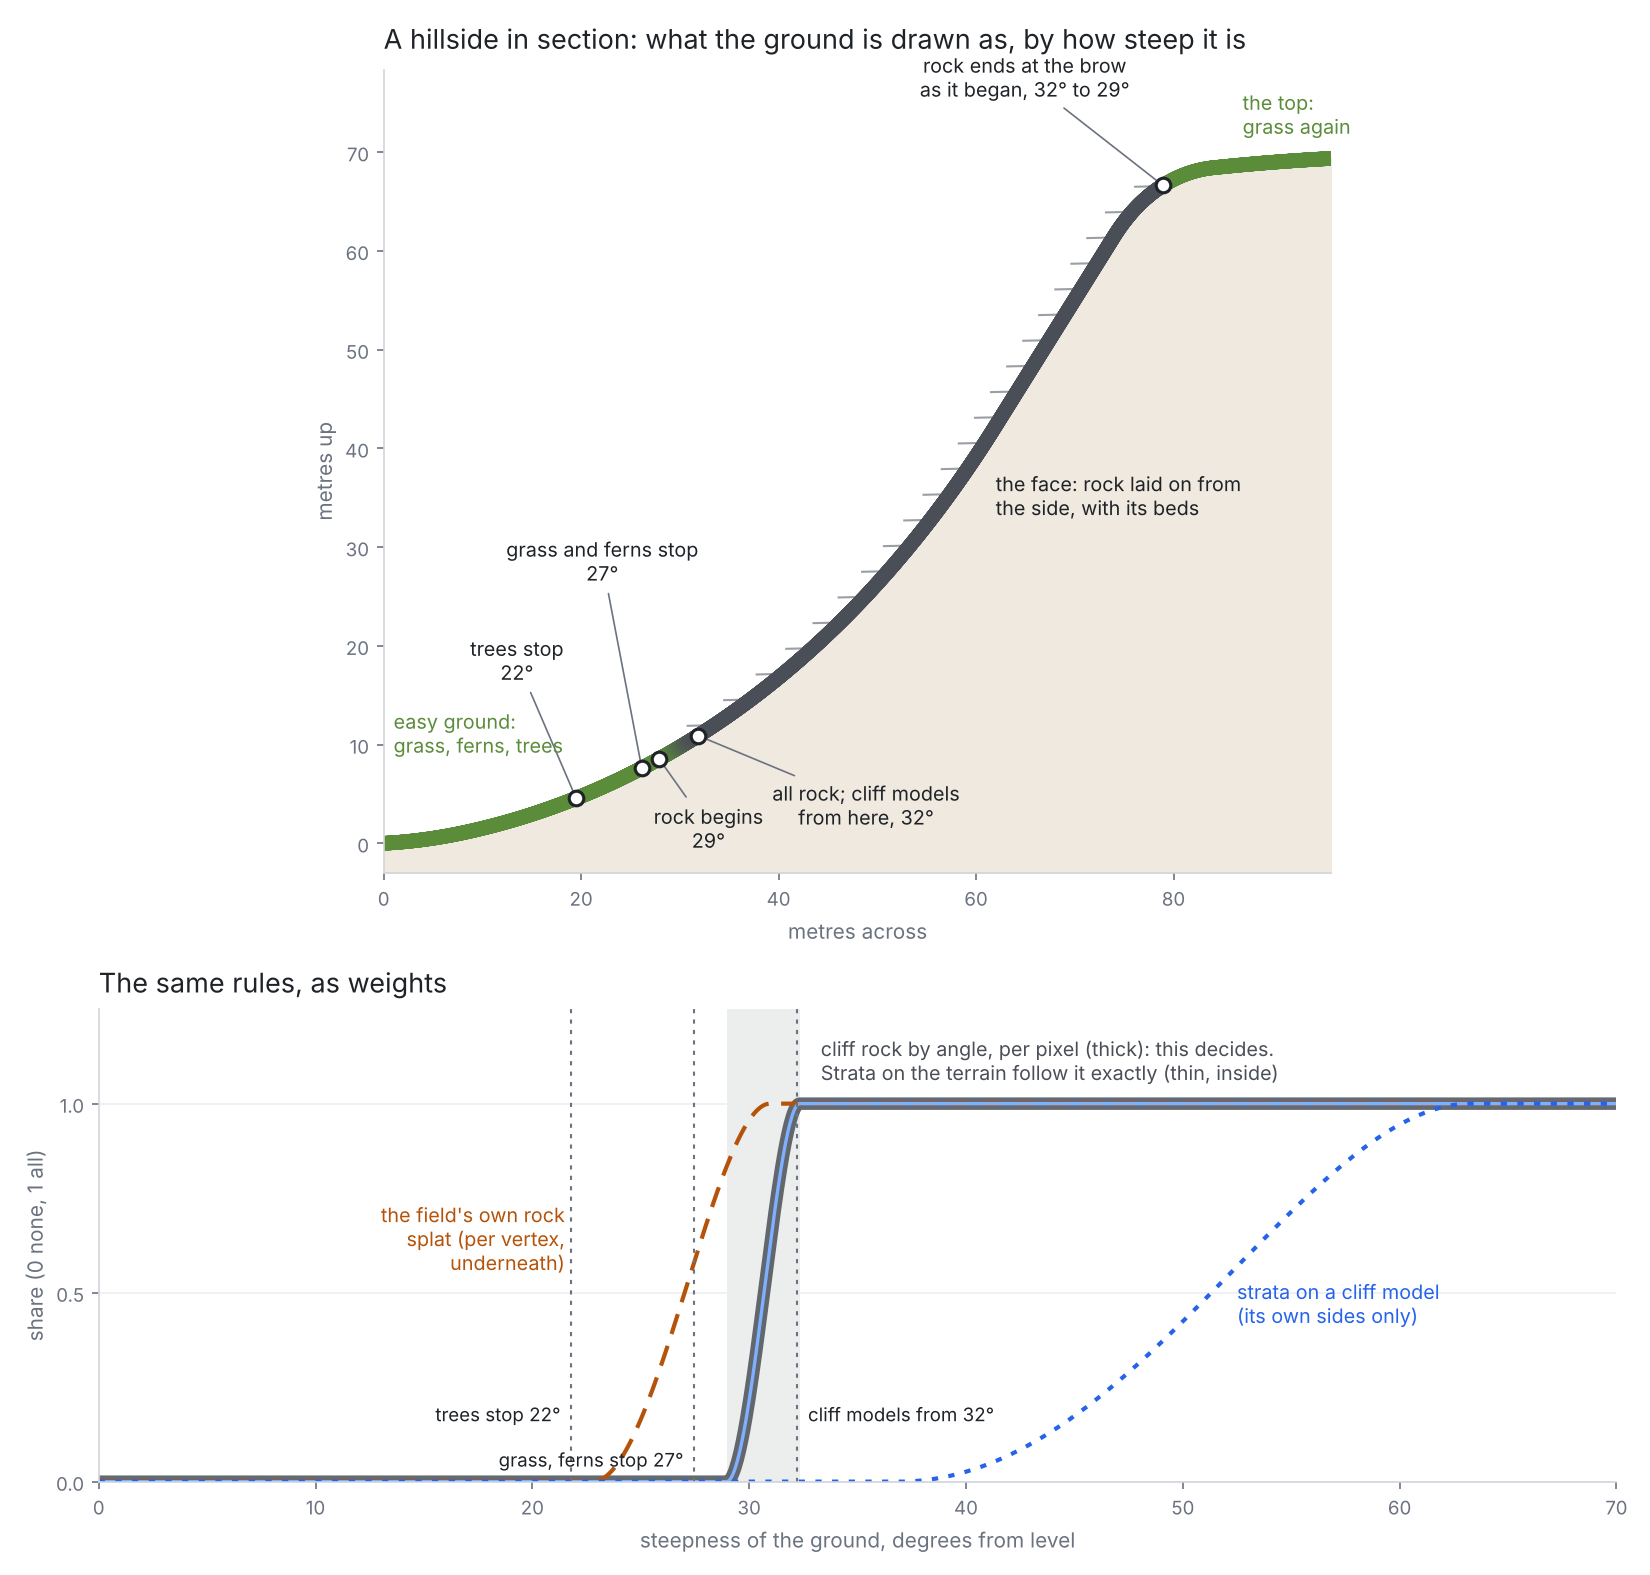 A hillside in section: what the ground is drawn as, by how steep it is
rock ends at the brow
as it began, 32° to 29°
the top:
grass again
70
60
50
40
30
20
10
0
metres up
the face: rock laid on from
the side, with its beds
grass and ferns stop
27°
trees stop
22°
easy ground:
grass, ferns, trees
all rock; cliff models
from here, 32°
rock begins
29°
0
20
40
60
80
metres across
The same rules, as weights
cliff rock by angle, per pixel (thick): this decides.
Strata on the terrain follow it exactly (thin, inside)
1.0
0.5
0.0
share (0 none, 1 all)
the field's own rock
splat (per vertex,
underneath)
strata on a cliff model
(its own sides only)
trees stop 22°
cliff models from 32°
grass, ferns stop 27°
0
10
20
30
40
50
60
70
steepness of the ground, degrees from level